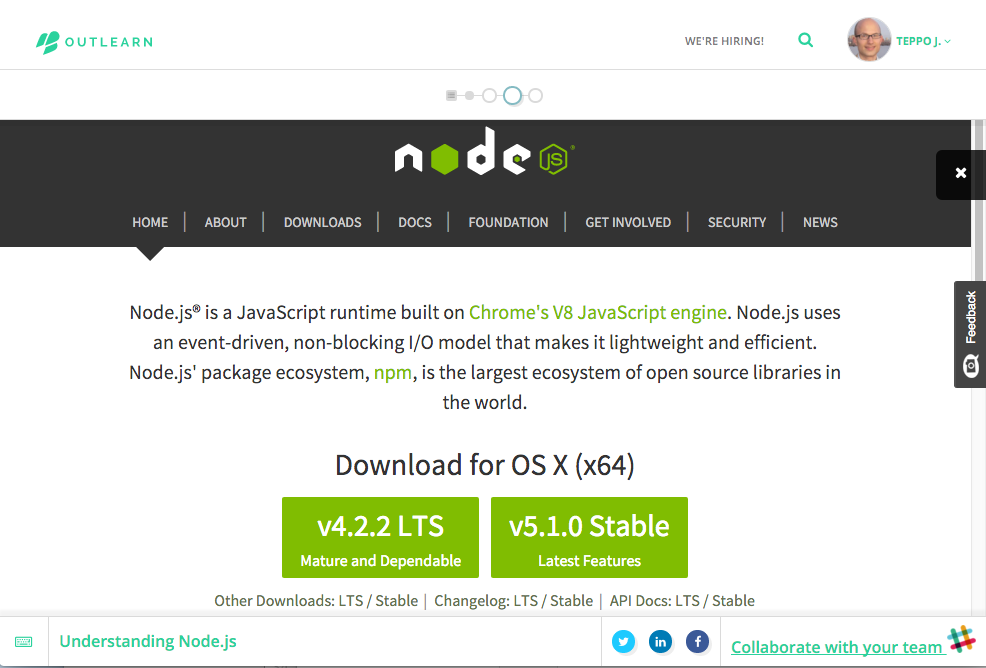 OUTLEARN
WE'RE HIRING!
TEPPO J.
node JS ®
HOME | ABOUT | DOWNLOADS | DOCS | FOUNDATION | GET INVOLVED | SECURITY | NEWS
Node.js® is a JavaScript runtime built on Chrome's V8 JavaScript engine. Node.js uses
an event-driven, non-blocking I/O model that makes it lightweight and efficient.
Node.js' package ecosystem, npm, is the largest ecosystem of open source libraries in
the world.
Feedback
Download for OS X (x64)
v4.2.2 LTS
Mature and Dependable
v5.1.0 Stable
Latest Features
Other Downloads: LTS / Stable | Changelog: LTS / Stable | API Docs: LTS / Stable
Understanding Node.js
in
f
Collaborate with your team